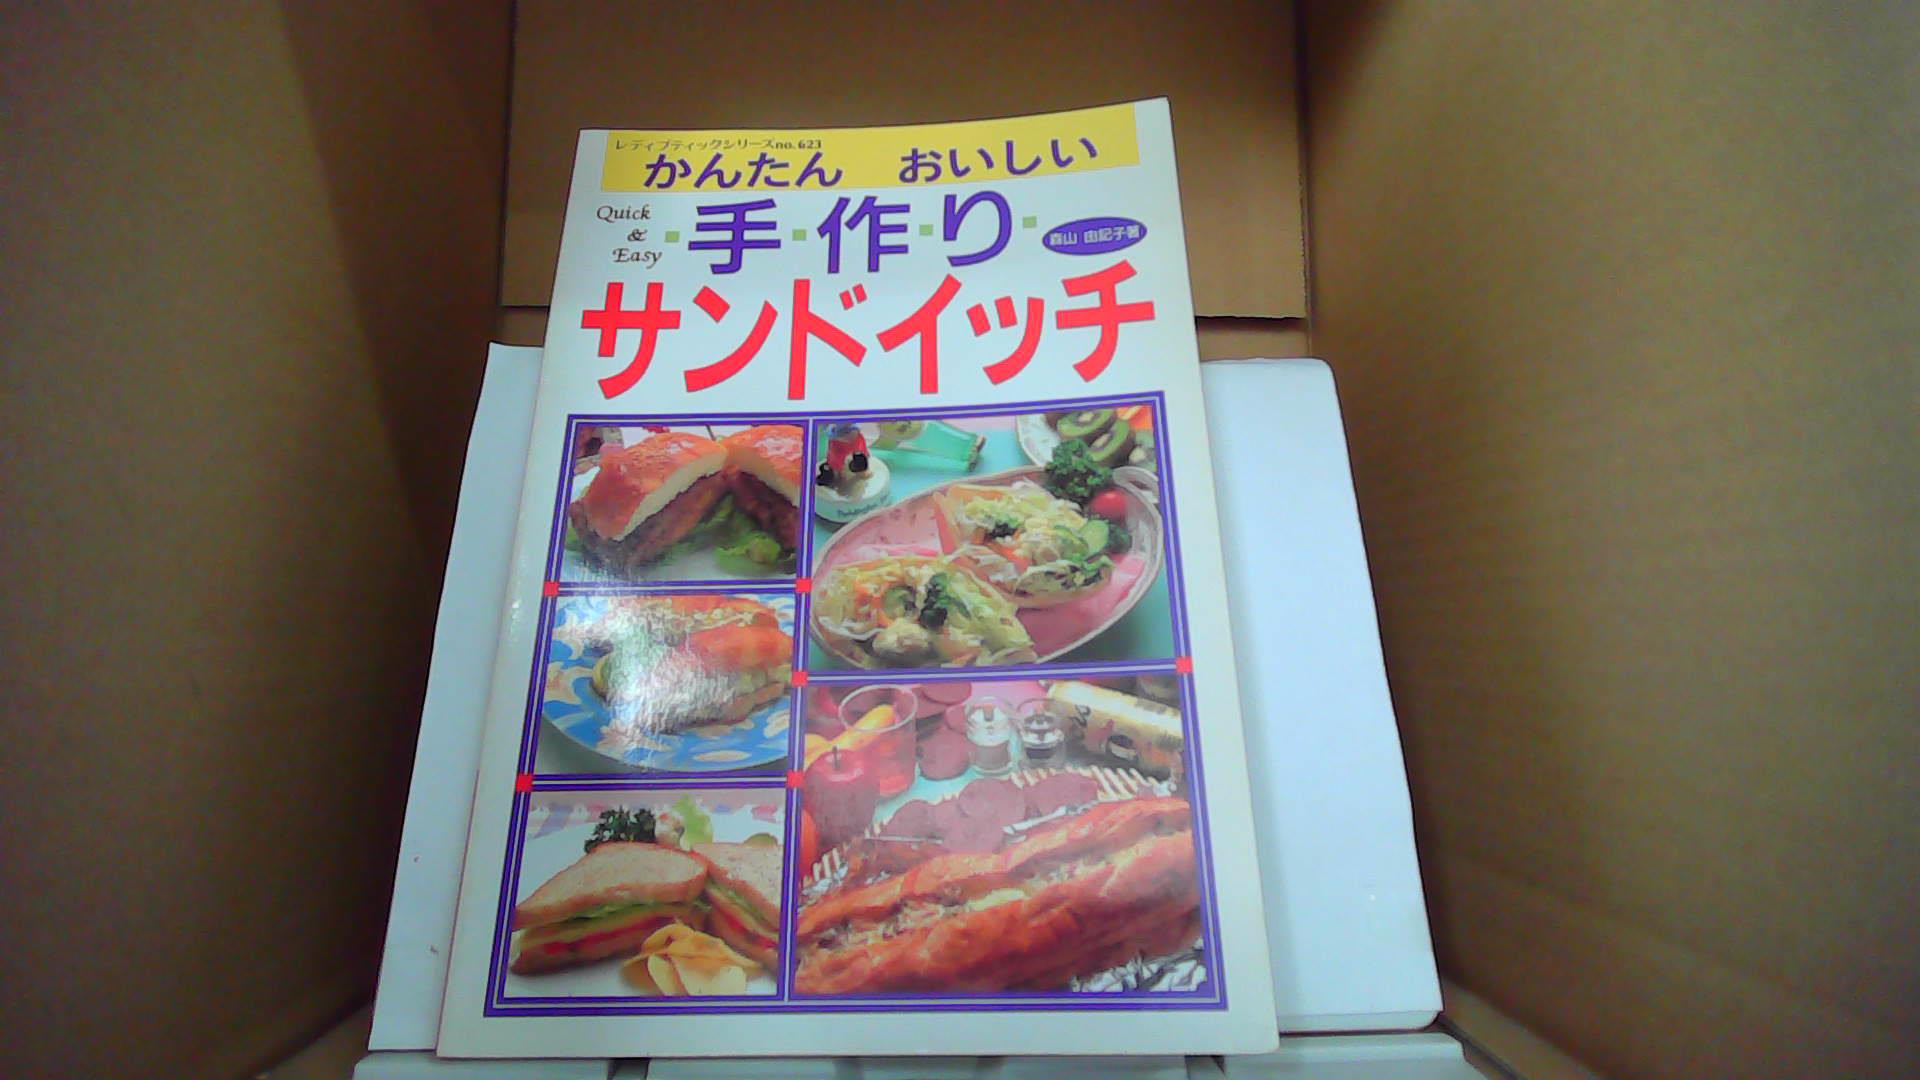 レディブティックシリーズno.623
かんたん おいしい
Quick
&
Easy
手・作・り
森山 由記子著
サンドイッチ